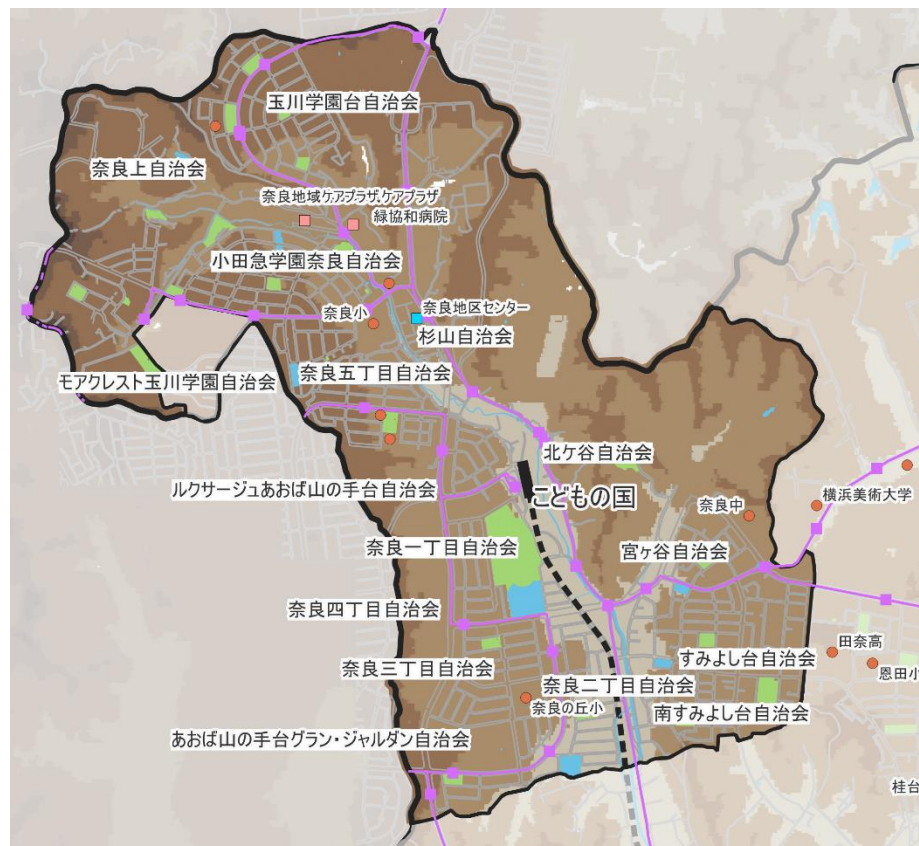 玉川学園台自治会
奈良上自治会
奈良地域ケアプラザ.ケアプラザ
緑協和病院
小田急学園奈良自治会
奈良小
奈良地区センター
杉山自治会
奈良五丁目自治会
モアクレスト玉川学園自治会
北ケ谷自治会
ルクサージュあおば山の手台自治会
こどもの国
奈良中
横浜美術大学
奈良一丁目自治会
宮ヶ谷自治会
奈良四丁目自治会
田奈高
恩田小
奈良三丁目自治会
すみよし台自治会
奈良二丁目自治会
奈良の丘小
南すみよし台自治会
あおば山の手台グラン・ジャルダン自治会
桂台